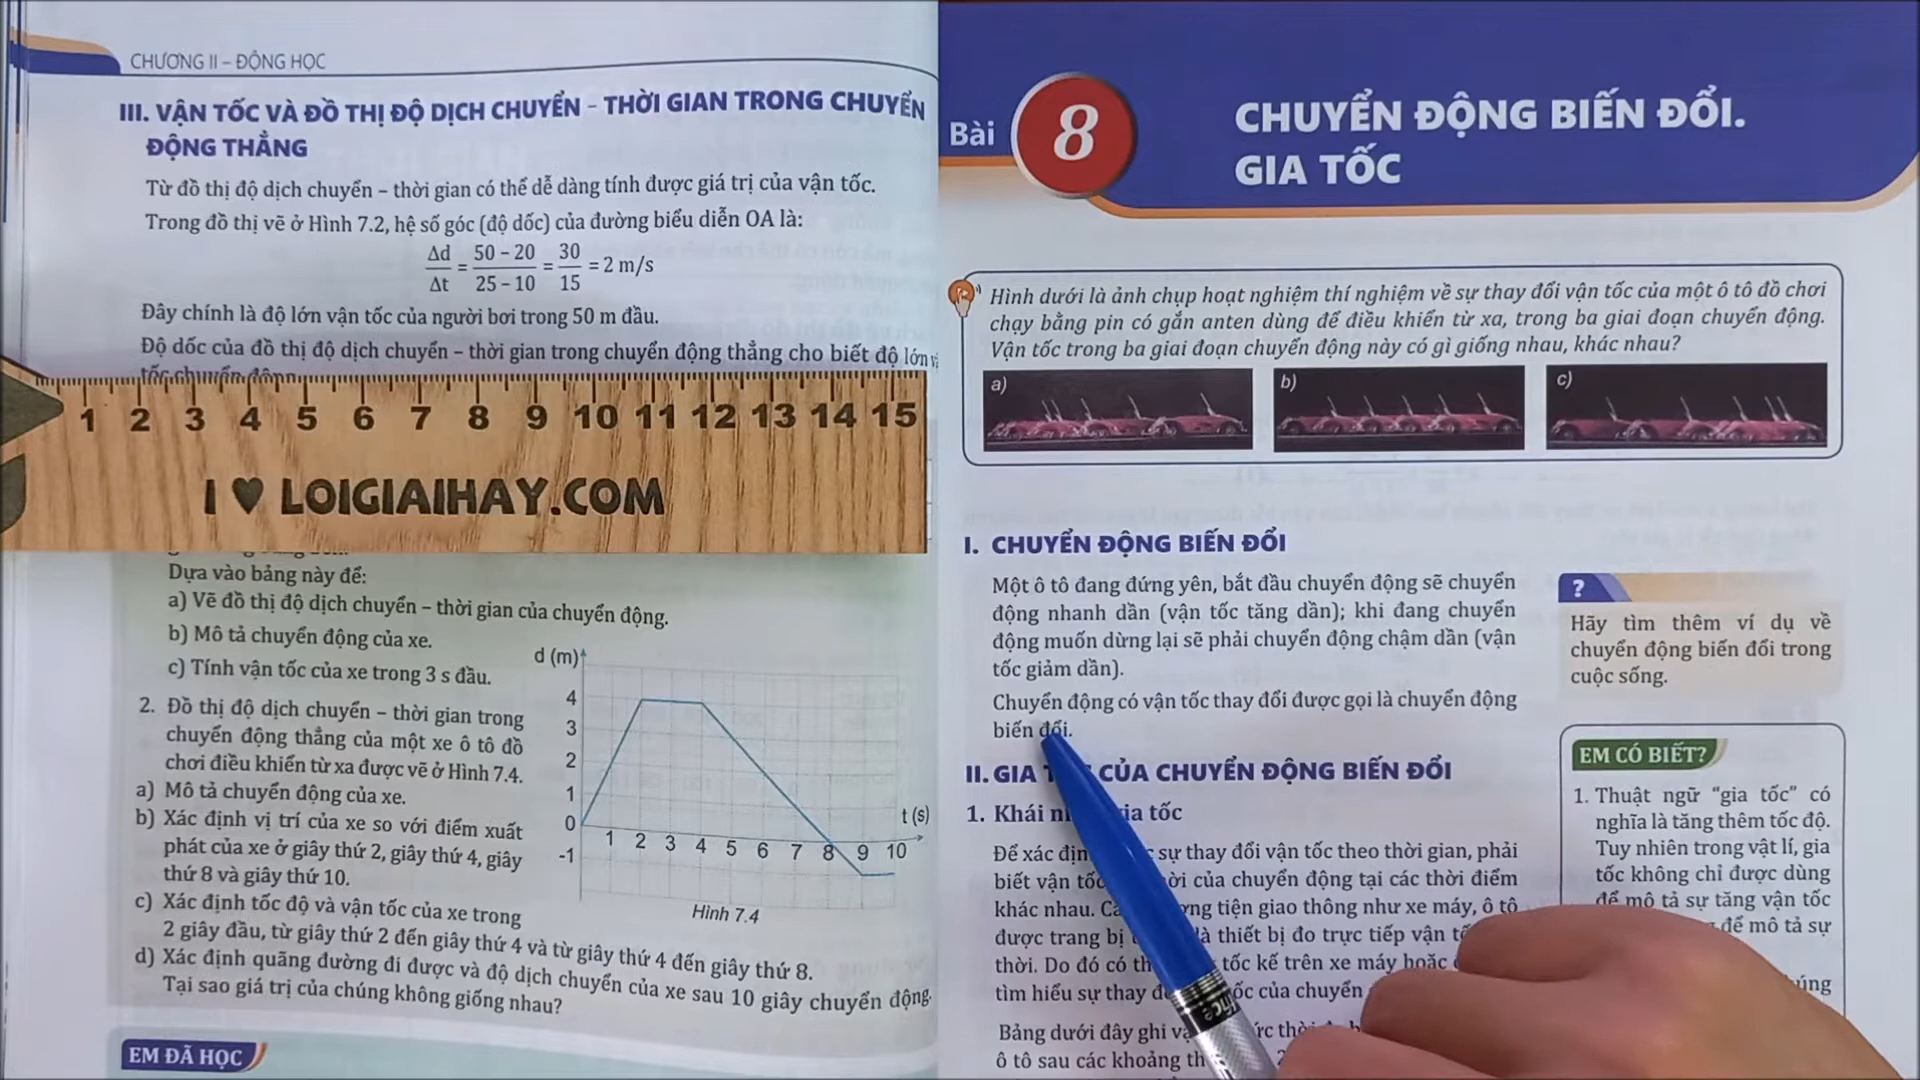 CHƯƠNG II – ĐỘNG HỌC
III. VẬN TỐC VÀ ĐỒ THỊ ĐỘ DỊCH CHUYỂN – THỜI GIAN TRONG CHUYỂN
ĐỘNG THẲNG
Từ đồ thị độ dịch chuyển – thời gian có thể dễ dàng tính được giá trị của vận tốc.
Trong đồ thị vẽ ở Hình 7.2, hệ số góc (độ dốc) của đường biểu diễn OA là:
Δd/Δt = (50 – 20)/(25 – 10) = 30/15 = 2 m/s
Đây chính là độ lớn vận tốc của người bơi trong 50 m đầu.
Độ dốc của đồ thị độ dịch chuyển – thời gian trong chuyển động thẳng cho biết độ lớn
tốc chuyển động
1 2 3 4 5 6 7 8 9 10 11 12 13 14 15
I ♥ LOIGIAIHAY.COM
Dựa vào bảng này để:
a) Vẽ đồ thị độ dịch chuyển – thời gian của chuyển động.
b) Mô tả chuyển động của xe.
c) Tính vận tốc của xe trong 3 s đầu.
2. Đồ thị độ dịch chuyển – thời gian trong
chuyển động thẳng của một xe ô tô đồ
chơi điều khiển từ xa được vẽ ở Hình 7.4.
a) Mô tả chuyển động của xe.
b) Xác định vị trí của xe so với điểm xuất
phát của xe ở giây thứ 2, giây thứ 4, giây
thứ 8 và giây thứ 10.
c) Xác định tốc độ và vận tốc của xe trong
2 giây đầu, từ giây thứ 2 đến giây thứ 4 và từ giây thứ 4 đến giây thứ 8.
d) Xác định quãng đường đi được và độ dịch chuyển của xe sau 10 giây chuyển động.
Tại sao giá trị của chúng không giống nhau?
d (m)
4
3
2
1
0
-1
t (s)
1 2 3 4 5 6 7 8 9 10
Hình 7.4
EM ĐÃ HỌC
Bài 8
CHUYỂN ĐỘNG BIẾN ĐỔI.
GIA TỐC
Hình dưới là ảnh chụp hoạt nghiệm thí nghiệm về sự thay đổi vận tốc của một ô tô đồ chơi
chạy bằng pin có gắn anten dùng để điều khiển từ xa, trong ba giai đoạn chuyển động.
Vận tốc trong ba giai đoạn chuyển động này có gì giống nhau, khác nhau?
a) b) c)
I. CHUYỂN ĐỘNG BIẾN ĐỔI
Một ô tô đang đứng yên, bắt đầu chuyển động sẽ chuyển
động nhanh dần (vận tốc tăng dần); khi đang chuyển
động muốn dừng lại sẽ phải chuyển động chậm dần (vận
tốc giảm dần).
Chuyển động có vận tốc thay đổi được gọi là chuyển động
biến đổi.
II. GIA CỦA CHUYỂN ĐỘNG BIẾN ĐỔI
1. Khái gia tốc
Để xác sự thay đổi vận tốc theo thời gian, phải
biết vận tốc của chuyển động tại các thời điểm
khác nhau. tiện giao thông như xe máy, ô tô
được trang bị là thiết bị đo trực tiếp vận
thời. Do đó có tốc kế trên xe máy hoặc
tìm hiểu sự thay của chuyển
Bảng dưới đây ghi
ô tô sau các khoảng
?
Hãy tìm thêm ví dụ về
chuyển động biến đổi trong
cuộc sống.
EM CÓ BIẾT?
1. Thuật ngữ “gia tốc” có
nghĩa là tăng thêm tốc độ.
Tuy nhiên trong vật lí, gia
tốc không chỉ được dùng
để mô tả sự tăng vận tốc
để mô tả sự